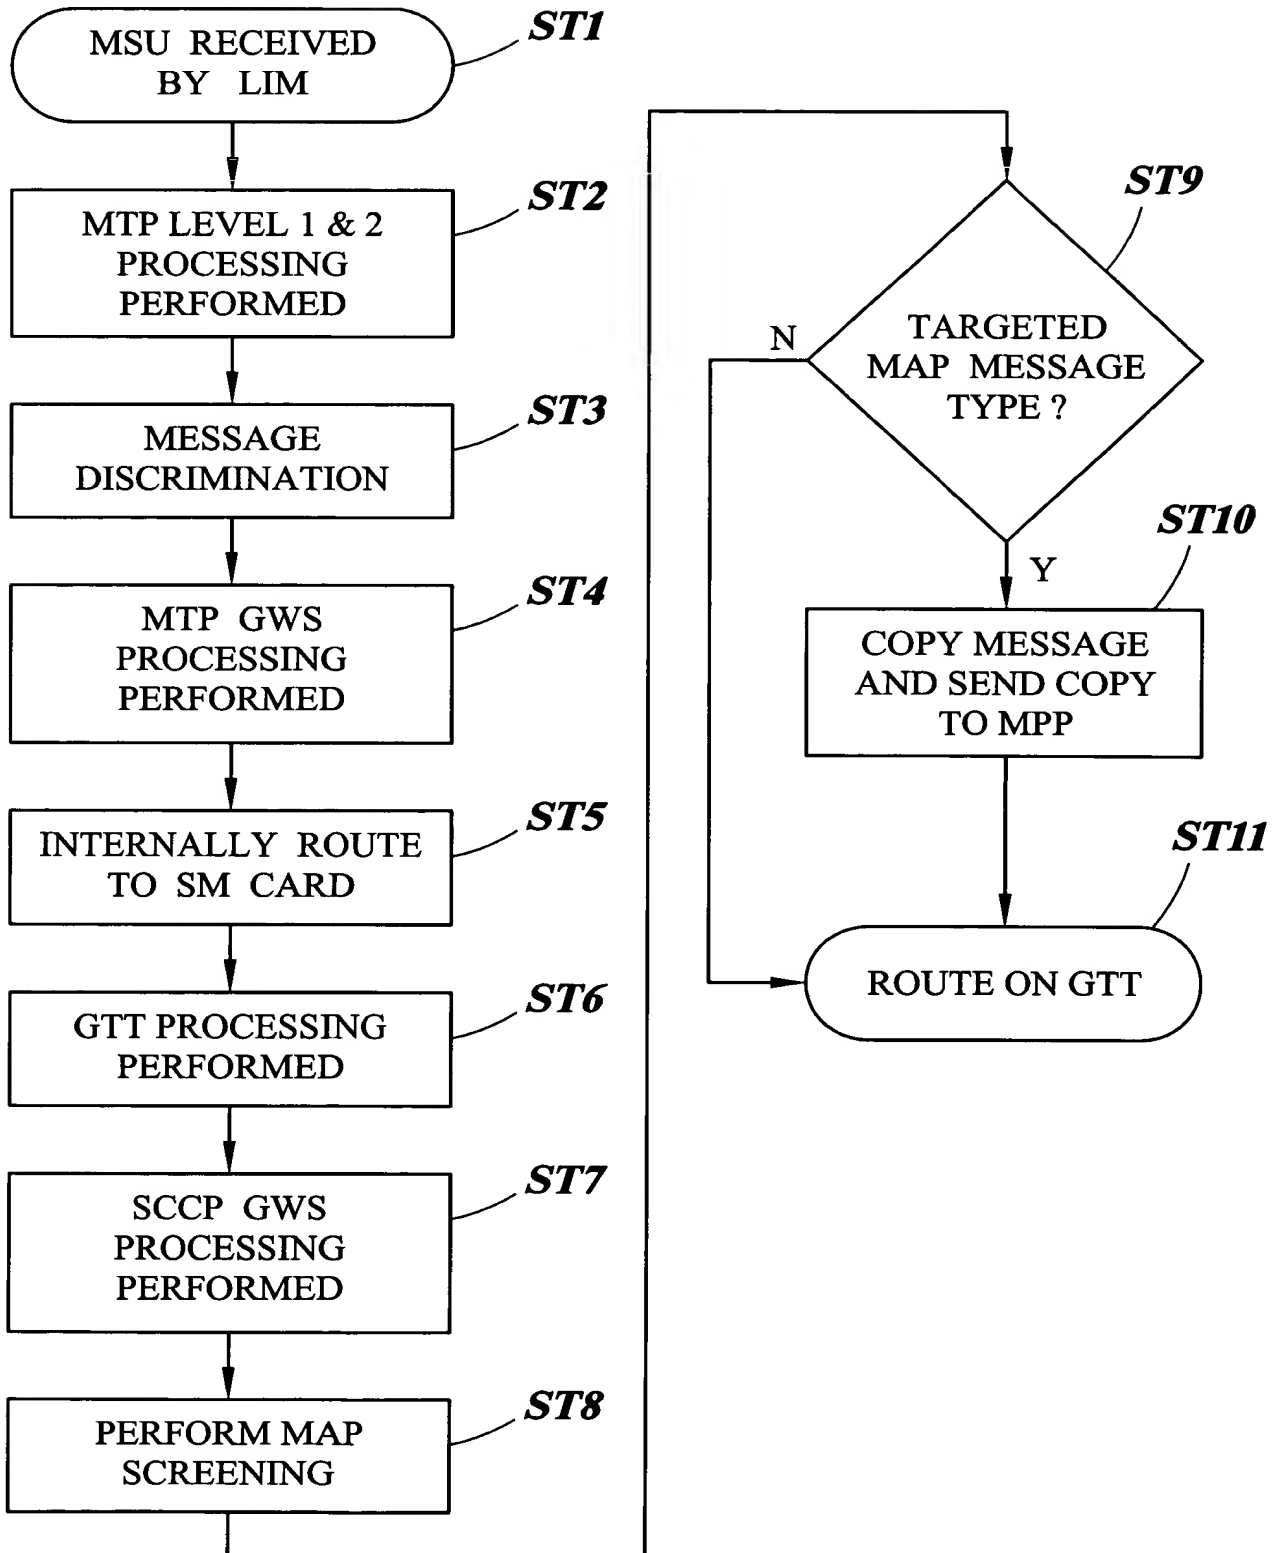 MSU RECEIVED
BY LIM
ST1
MTP LEVEL 1 & 2
PROCESSING
PERFORMED
ST2
MESSAGE
DISCRIMINATION
ST3
MTP GWS
PROCESSING
PERFORMED
ST4
INTERNALLY ROUTE
TO SM CARD
ST5
GTT PROCESSING
PERFORMED
ST6
SCCP GWS
PROCESSING
PERFORMED
ST7
PERFORM MAP
SCREENING
ST8
TARGETED
MAP MESSAGE
TYPE ?
ST9
N
Y
COPY MESSAGE
AND SEND COPY
TO MPP
ST10
ROUTE ON GTT
ST11